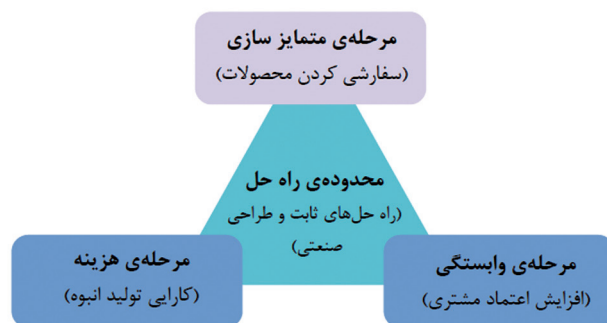 مرحله‌ی متمایز سازی
(سفارشی کردن محصولات)
محدوده‌ی راه حل
(راه حل‌های ثابت و طراحی
صنعتی)
مرحله‌ی وابستگی
(افزایش اعتماد مشتری)
مرحله‌ی هزینه
(کارایی تولید انبوه)